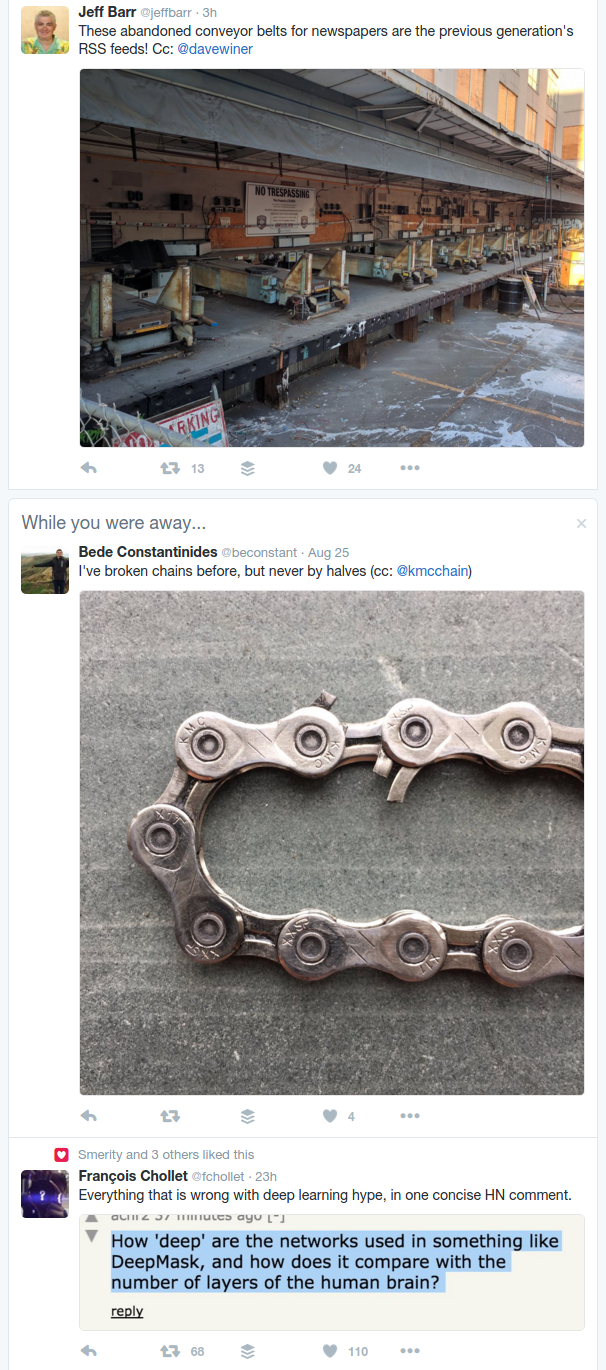 Jeff Barr @jeffbarr · 3h
These abandoned conveyor belts for newspapers are the previous generation's
RSS feeds! Cc: @davewiner
NO TRESPASSING
ARKING
13 24
While you were away...
Bede Constantinides @beconstant · Aug 25
I've broken chains before, but never by halves (cc: @kmcchain)
KMC
KMC
KMC
X11
XXSP
XXSP
X11
XXSP
4
Smerity and 3 others liked this
François Chollet @fchollet · 23h
Everything that is wrong with deep learning hype, in one concise HN comment.
37 minutes ago [-]
How 'deep' are the networks used in something like
DeepMask, and how does it compare with the
number of layers of the human brain?
reply
68 110